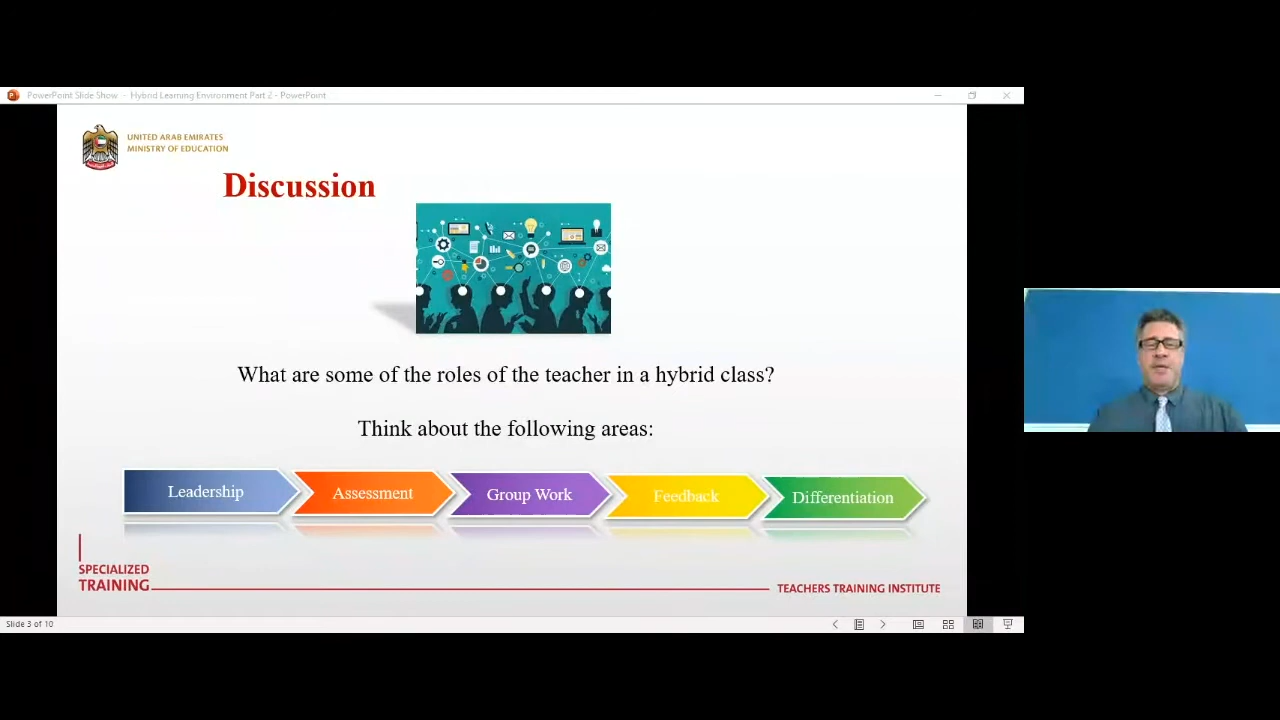 PowerPoint Slide Show - Hybrid Learning Environment Part 2 - PowerPoint
UNITED ARAB EMIRATES
MINISTRY OF EDUCATION
Discussion
What are some of the roles of the teacher in a hybrid class?
Think about the following areas:
Leadership
Assessment
Group Work
Feedback
Differentiation
SPECIALIZED
TRAINING
TEACHERS TRAINING INSTITUTE
Slide 3 of 10